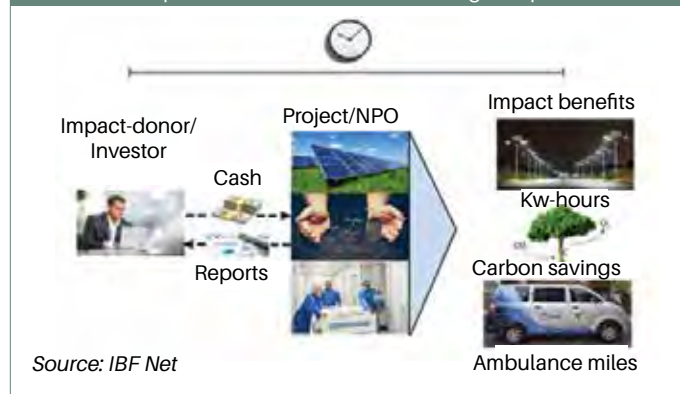 Impact-donor/
Investor
Cash
Reports
Project/NPO
Impact benefits
Kw-hours
Carbon savings
Ambulance miles
Source: IBF Net